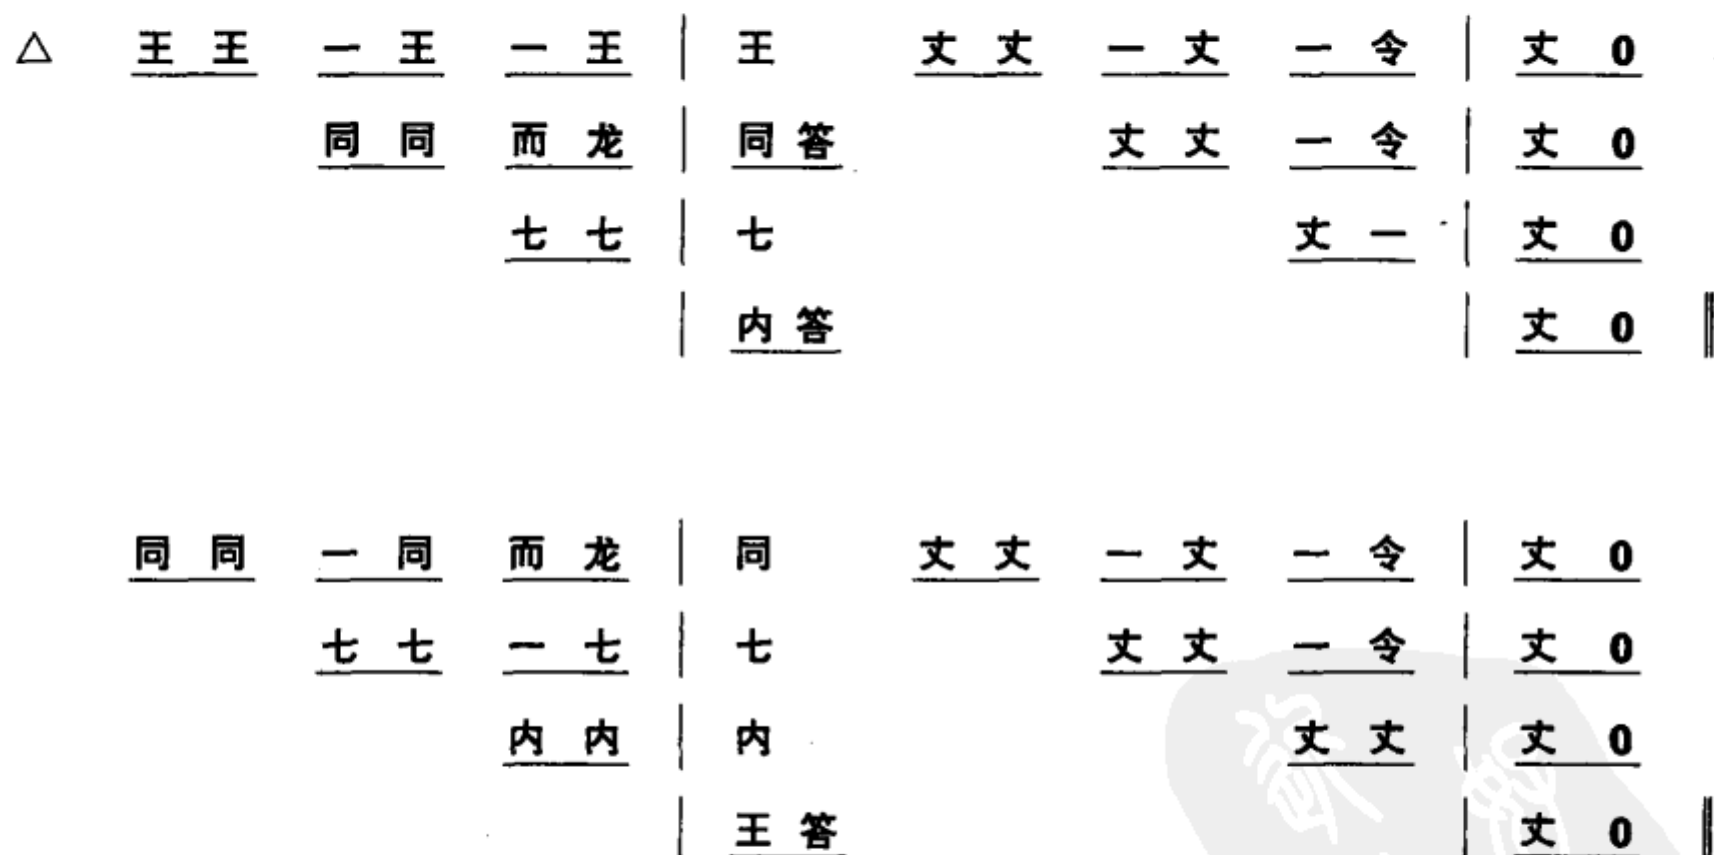 △ 王 王 一 王 一 王 | 王 丈 丈 一 丈 一 令 | 丈 0
同 同 而 龙 | 同 答 丈 丈 一 令 | 丈 0
七 七 | 七 丈 一 | 丈 0
| 内 答 | 丈 0 ‖
同 同 一 同 而 龙 | 同 丈 丈 一 丈 一 令 | 丈 0
七 七 一 七 | 七 丈 丈 一 令 | 丈 0
内 内 | 内 丈 丈 | 丈 0
| 王 答 | 丈 0 ‖